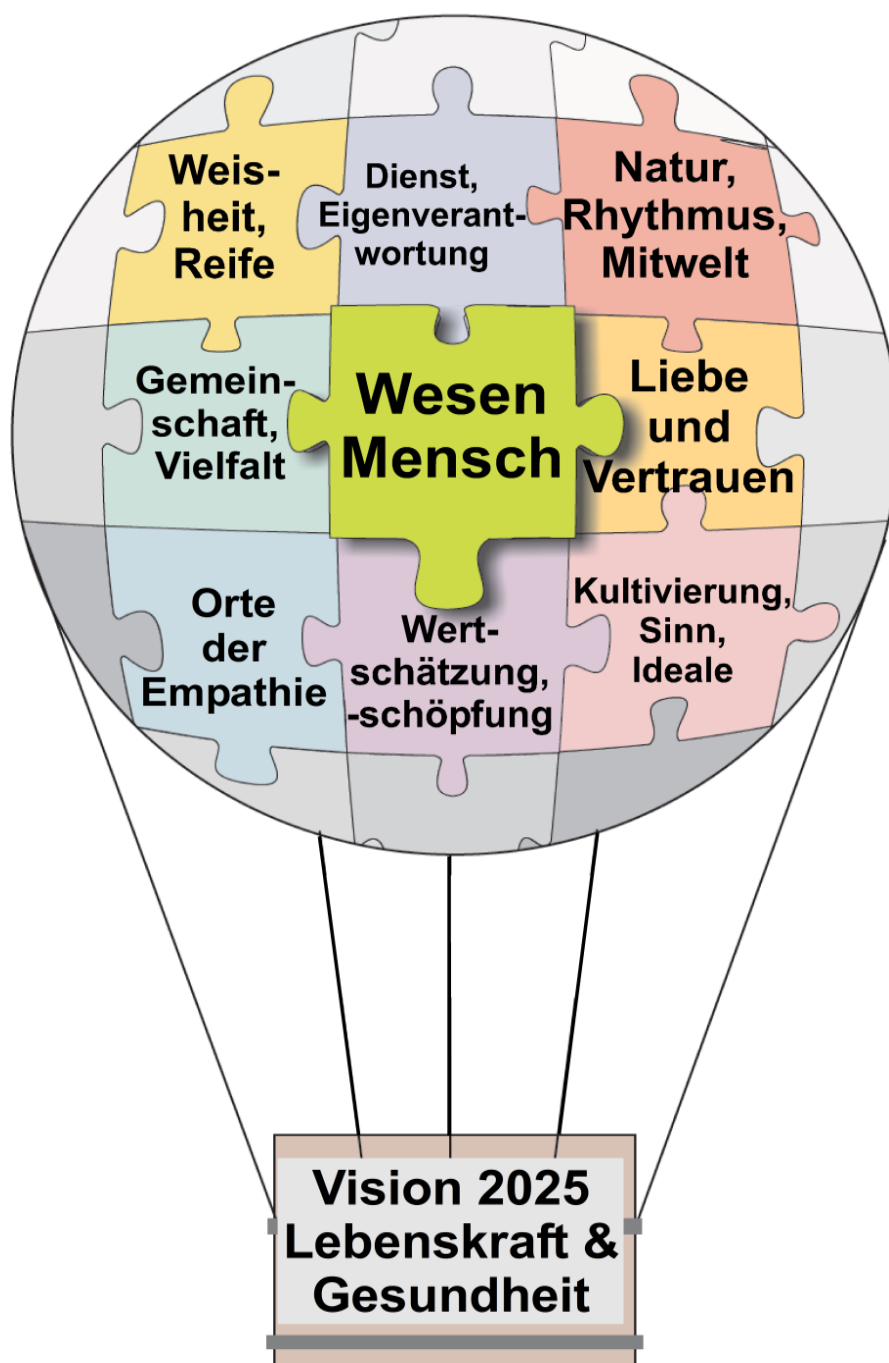 Weis-
heit,
Reife
Dienst,
Eigenverant-
wortung
Natur,
Rhythmus,
Mitwelt
Gemein-
schaft,
Vielfalt
Wesen
Mensch
Liebe
und
Vertrauen
Orte
der
Empathie
Wert-
schätzung,
-schöpfung
Kultivierung,
Sinn,
Ideale
Vision 2025
Lebenskraft &
Gesundheit